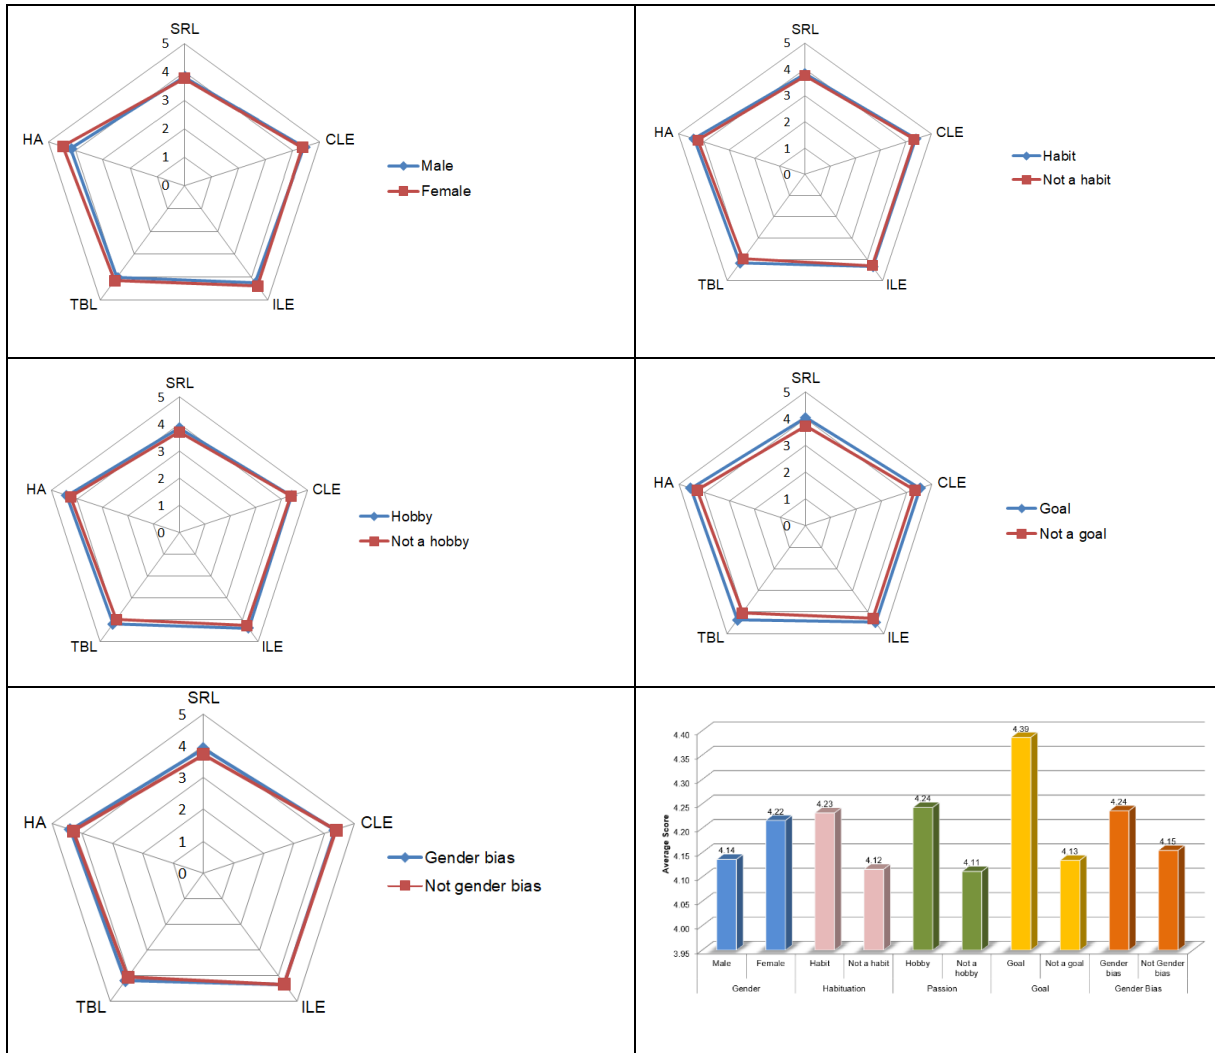 SRL
5
4
3
2
1
0
HA
CLE
TBL
ILE
Male
Female
SRL
5
4
3
2
1
0
HA
CLE
TBL
ILE
Habit
Not a habit
SRL
5
4
3
2
1
0
HA
CLE
TBL
ILE
Hobby
Not a hobby
SRL
5
4
3
2
1
0
HA
CLE
TBL
ILE
Goal
Not a goal
SRL
5
4
3
2
1
0
HA
CLE
TBL
ILE
Gender bias
Not gender bias
Average Score
4.40
4.35
4.30
4.25
4.20
4.15
4.10
4.05
4.00
3.95
4.14
4.22
4.23
4.12
4.24
4.11
4.39
4.13
4.24
4.15
Male
Female
Habit
Not a habit
Hobby
Not a
hobby
Goal
Not a goal
Gender
bias
Not Gender
bias
Gender
Habituation
Passion
Goal
Gender Bias